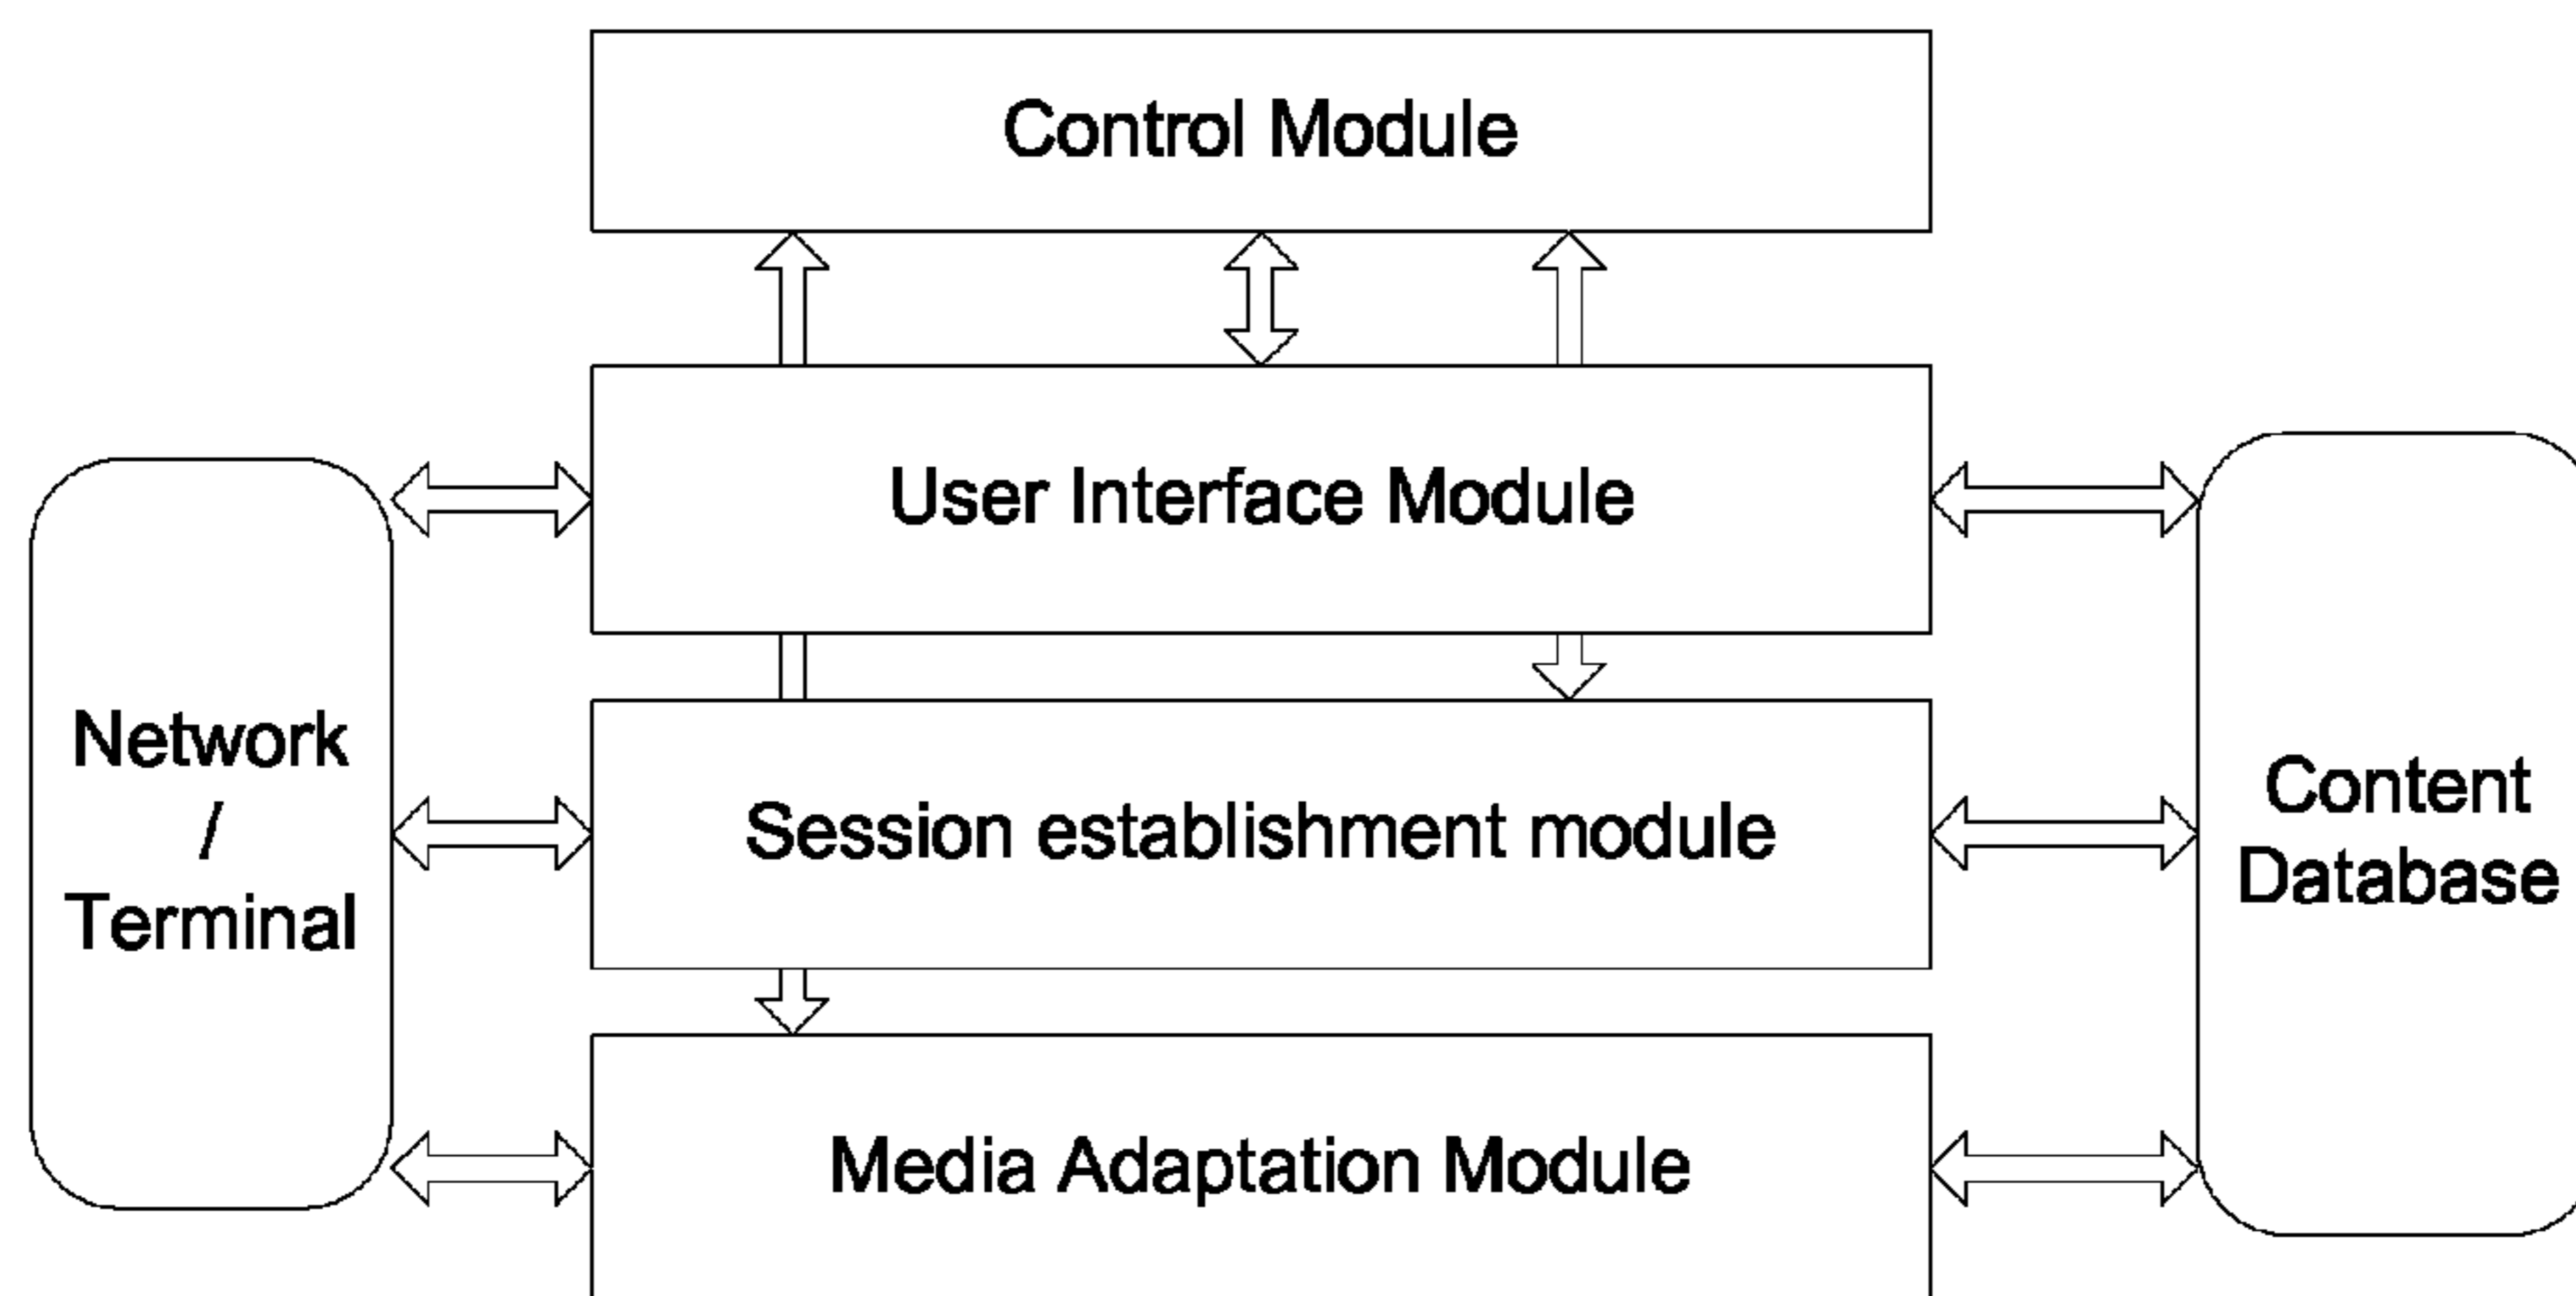 Control Module
User Interface Module
Network
/
Terminal
Session establishment module
Content
Database
Media Adaptation Module